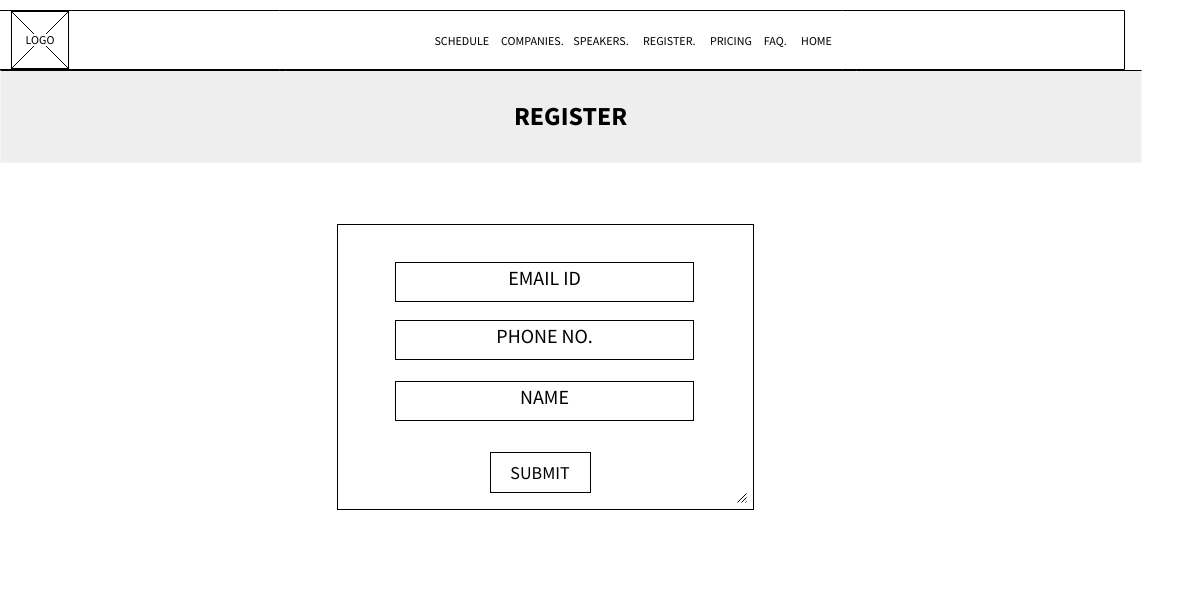 LOGO
SCHEDULE COMPANIES. SPEAKERS. REGISTER. PRICING FAQ. HOME
REGISTER
EMAIL ID
PHONE NO.
NAME
SUBMIT